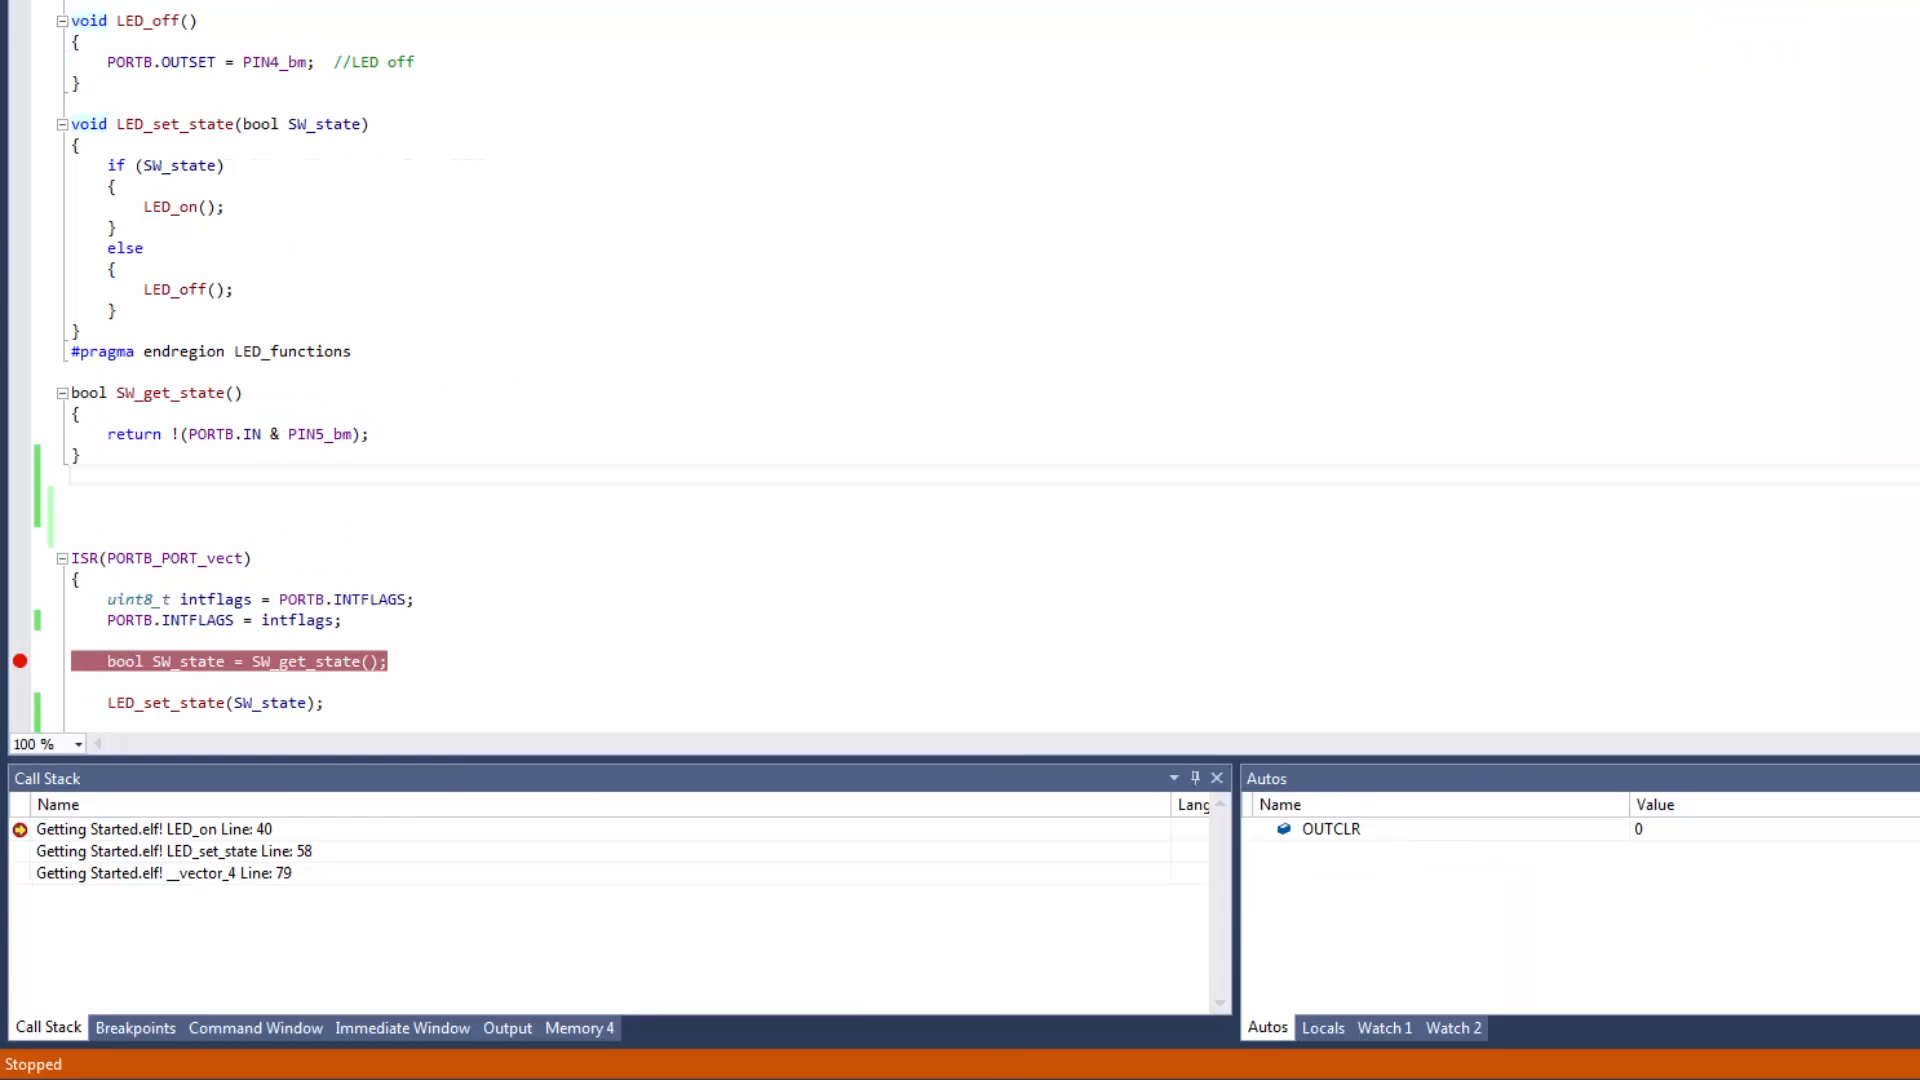 void LED_off()
{
PORTB.OUTSET = PIN4_bm;  //LED off
}
void LED_set_state(bool SW_state)
{
if (SW_state)
{
LED_on();
}
else
{
LED_off();
}
}
#pragma endregion LED_functions
bool SW_get_state()
{
return !(PORTB.IN & PIN5_bm);
}
ISR(PORTB_PORT_vect)
{
uint8_t intflags = PORTB.INTFLAGS;
PORTB.INTFLAGS = intflags;
bool SW_state = SW_get_state();
LED_set_state(SW_state);
100 %
Call Stack
Name Lang
Getting Started.elf! LED_on Line: 40
Getting Started.elf! LED_set_state Line: 58
Getting Started.elf! __vector_4 Line: 79
Call Stack Breakpoints Command Window Immediate Window Output Memory 4
Autos
Name Value
OUTCLR 0
Autos Locals Watch 1 Watch 2
Stopped